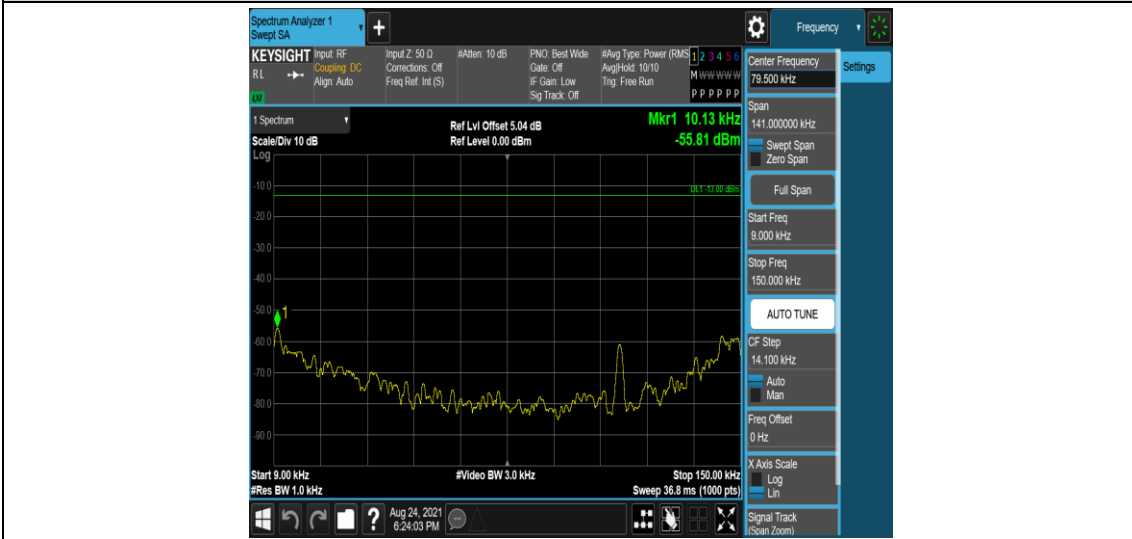 Spectrum Analyzer 1
Swept SA
+
Frequency
KEYSIGHT
RL
LXI
Input: RF
Coupling: DC
Align: Auto
Input Z: 50 Ω
Corrections: Off
Freq Ref: Int (S)
#Atten: 10 dB
PNO: Best Wide
Gate: Off
IF Gain: Low
Sig Track: Off
#Avg Type: Power (RMS
Avg|Hold: 10/10
Trig: Free Run
1 2 3 4 5 6
M W W W W W
P P P P P P
1 Spectrum
Scale/Div 10 dB
Log
Ref Lvl Offset 5.04 dB
Ref Level 0.00 dBm
Mkr1 10.13 kHz
-55.81 dBm
DL1 -13.00 dBm
-10.0
-20.0
-30.0
-40.0
-50.0
1
-60.0
-70.0
-80.0
-90.0
Start 9.00 kHz
#Res BW 1.0 kHz
#Video BW 3.0 kHz
Stop 150.00 kHz
Sweep 36.8 ms (1000 pts)
Center Frequency
79.500 kHz
Settings
Span
141.000000 kHz
Swept Span
Zero Span
Full Span
Start Freq
9.000 kHz
Stop Freq
150.000 kHz
AUTO TUNE
CF Step
14.100 kHz
Auto
Man
Freq Offset
0 Hz
X Axis Scale
Log
Lin
Signal Track
(Span Zoom)
?
Aug 24, 2021
6:24:03 PM